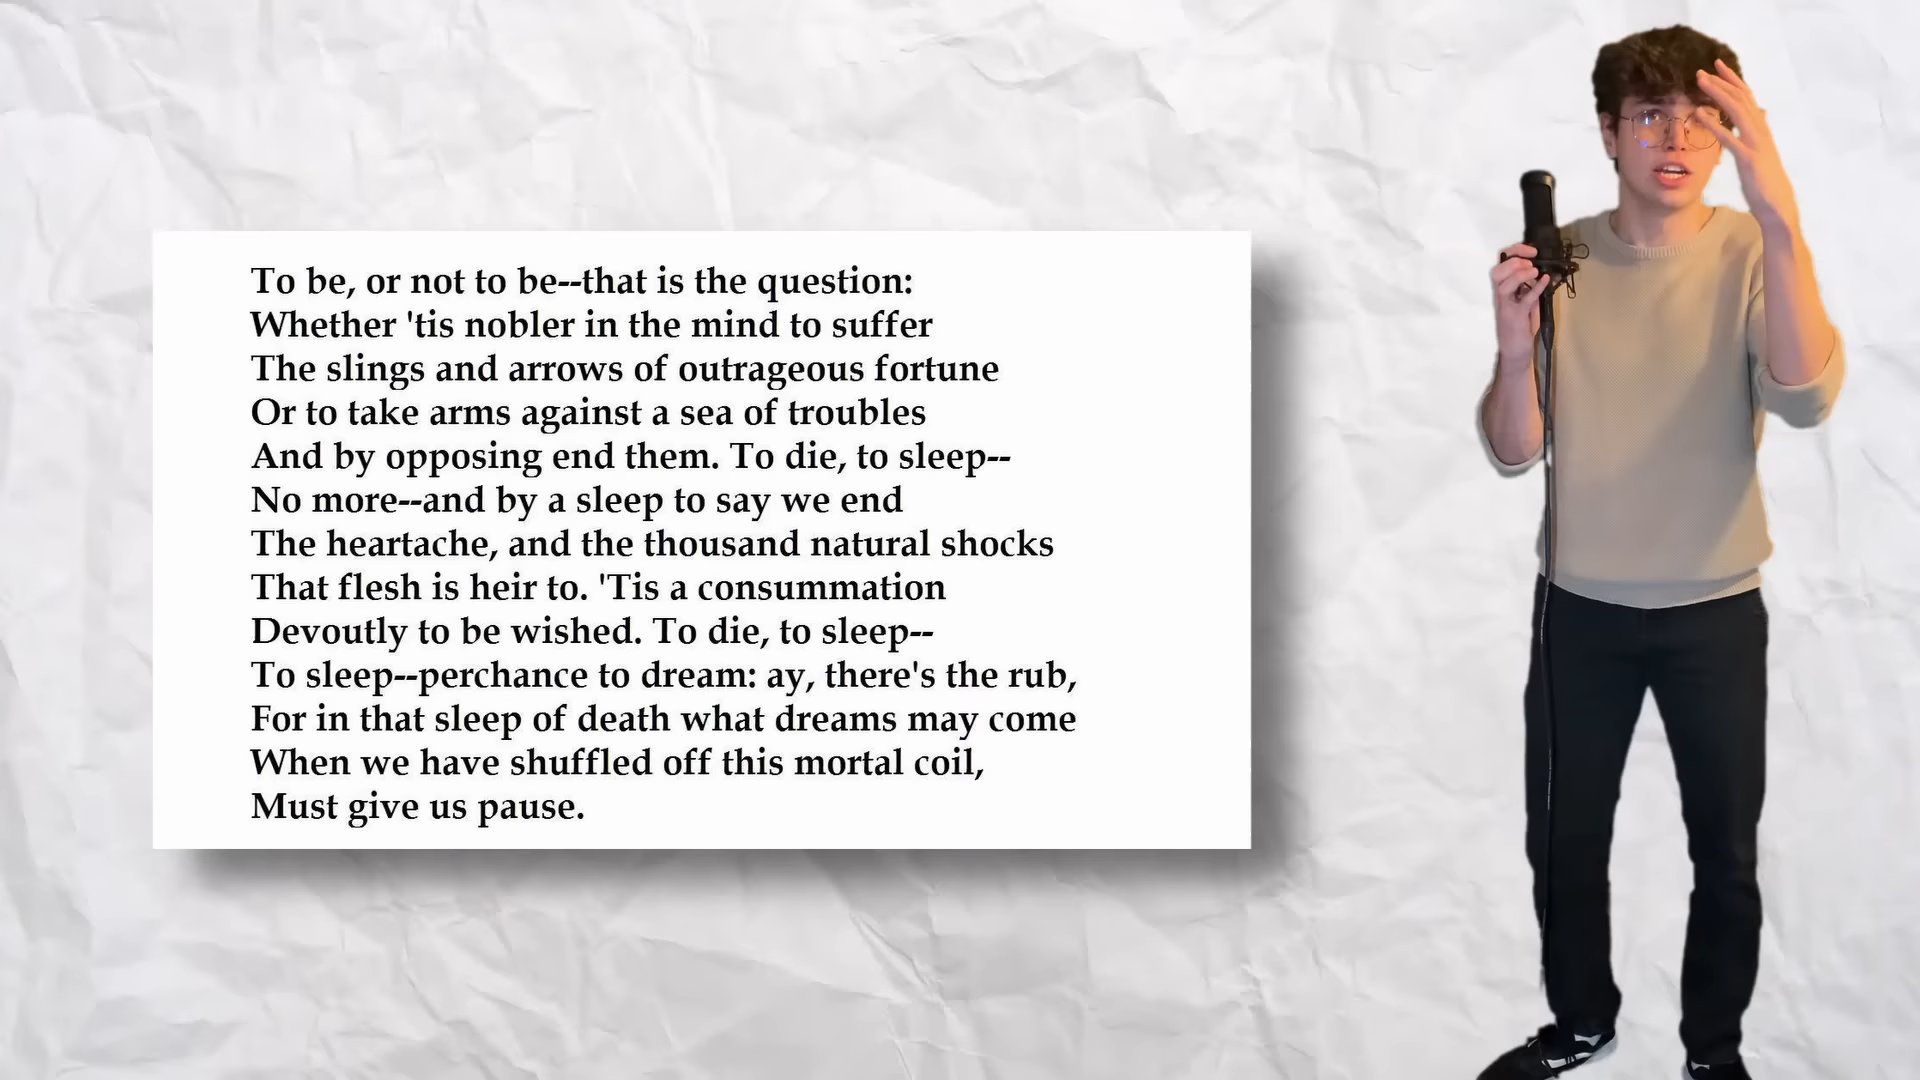 To be, or not to be--that is the question:
Whether 'tis nobler in the mind to suffer
The slings and arrows of outrageous fortune
Or to take arms against a sea of troubles
And by opposing end them. To die, to sleep--
No more--and by a sleep to say we end
The heartache, and the thousand natural shocks
That flesh is heir to. 'Tis a consummation
Devoutly to be wished. To die, to sleep--
To sleep--perchance to dream: ay, there's the rub,
For in that sleep of death what dreams may come
When we have shuffled off this mortal coil,
Must give us pause.